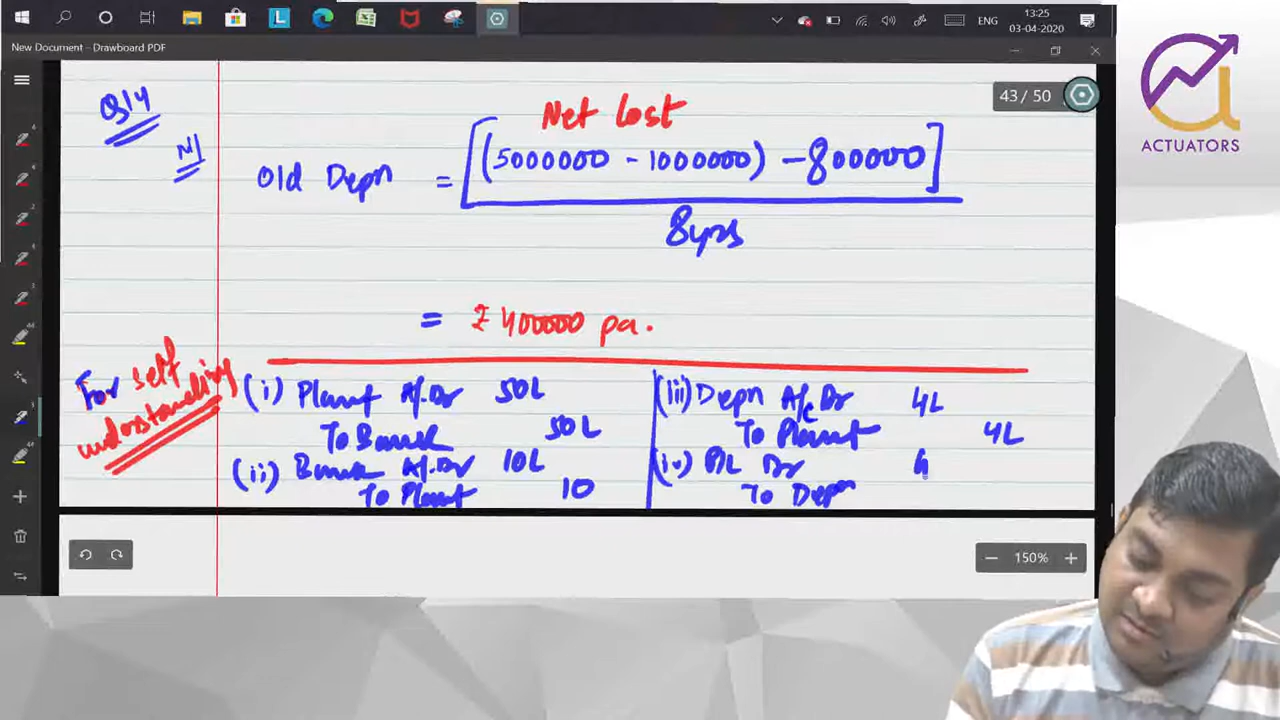 13:25
ENG
03-04-2020
New Document - Drawboard PDF
43 / 50
ACTUATORS
Q14
N1
Net Cost
Old Depn = [(5000000 - 1000000) - 800000]
8yrs
= ₹ 400000 pa.
For self
understanding
(i) Plant A/c Dr 50L
To Bank 50L
(ii) Bank A/c Dr 10L
To Plant 10
(iii) Depn A/c Dr 4L
To Plant 4L
(iv) P/L Dr 4
To Depn
150%